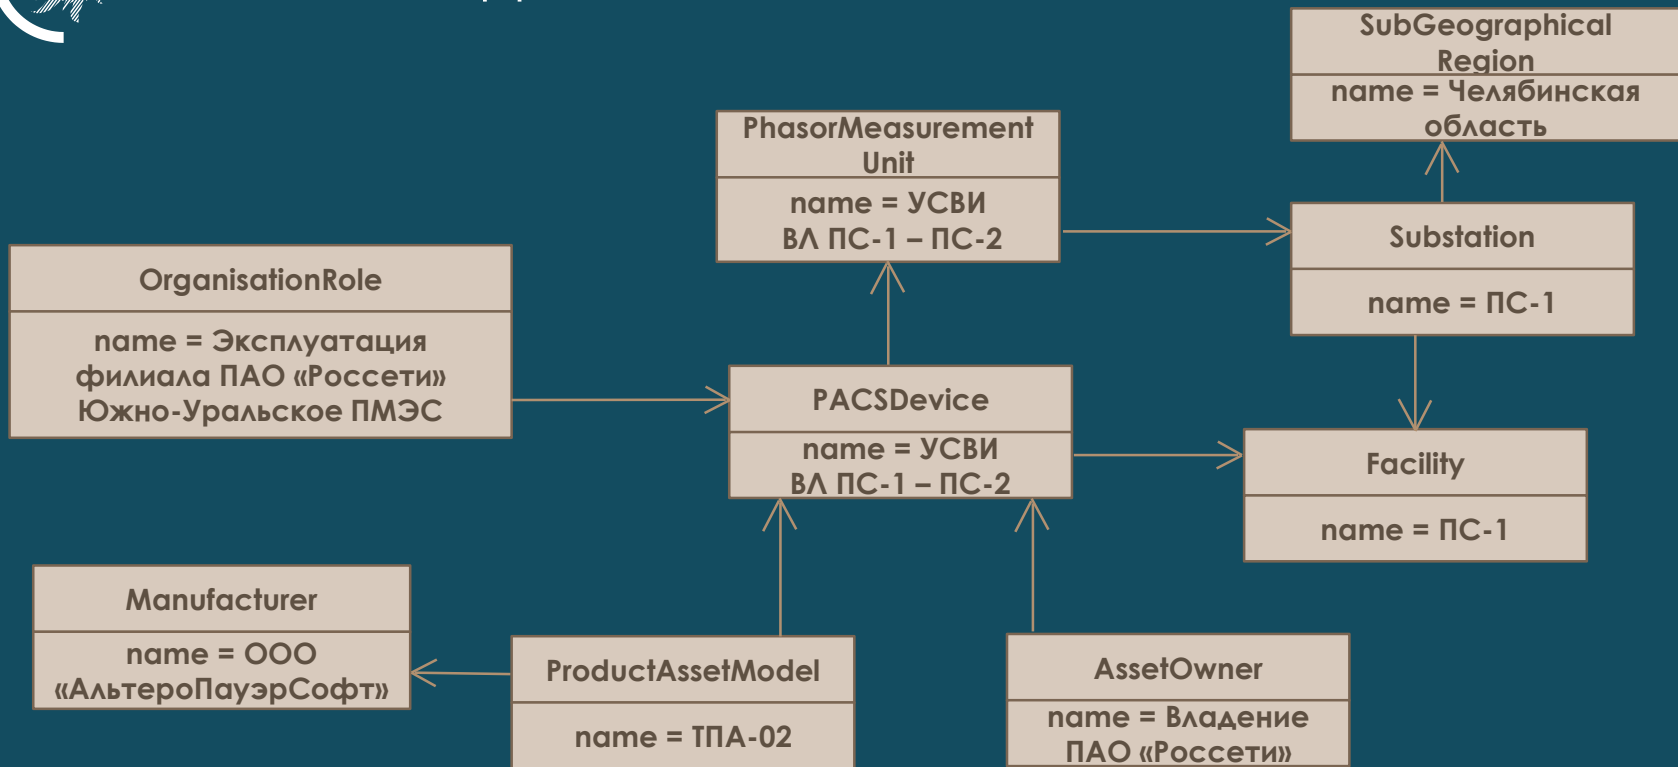 SubGeographical
Region
name = Челябинская
область
PhasorMeasurement
Unit
name = УСВИ
ВЛ ПС-1 – ПС-2
Substation
name = ПС-1
OrganisationRole
name = Эксплуатация
филиала ПАО «Россети»
Южно-Уральское ПМЭС
PACSDevice
name = УСВИ
ВЛ ПС-1 – ПС-2
Facility
name = ПС-1
Manufacturer
name = ООО
«АльтероПауэрСофт»
ProductAssetModel
name = ТПА-02
AssetOwner
name = Владение
ПАО «Россети»